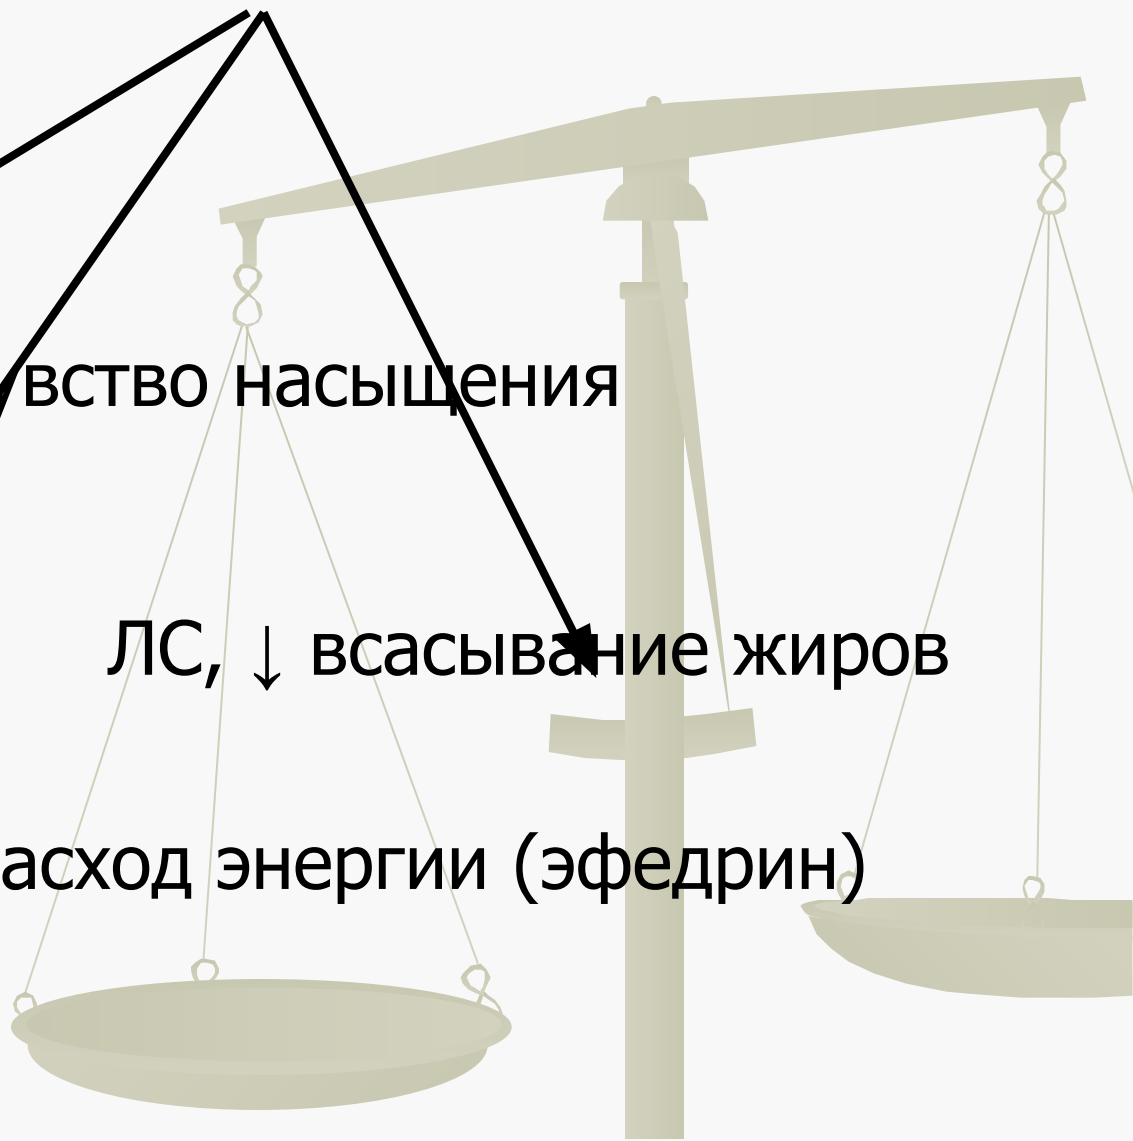 вство насыщения
ЛС, ↓ всасывание жиров
асход энергии (эфедрин)